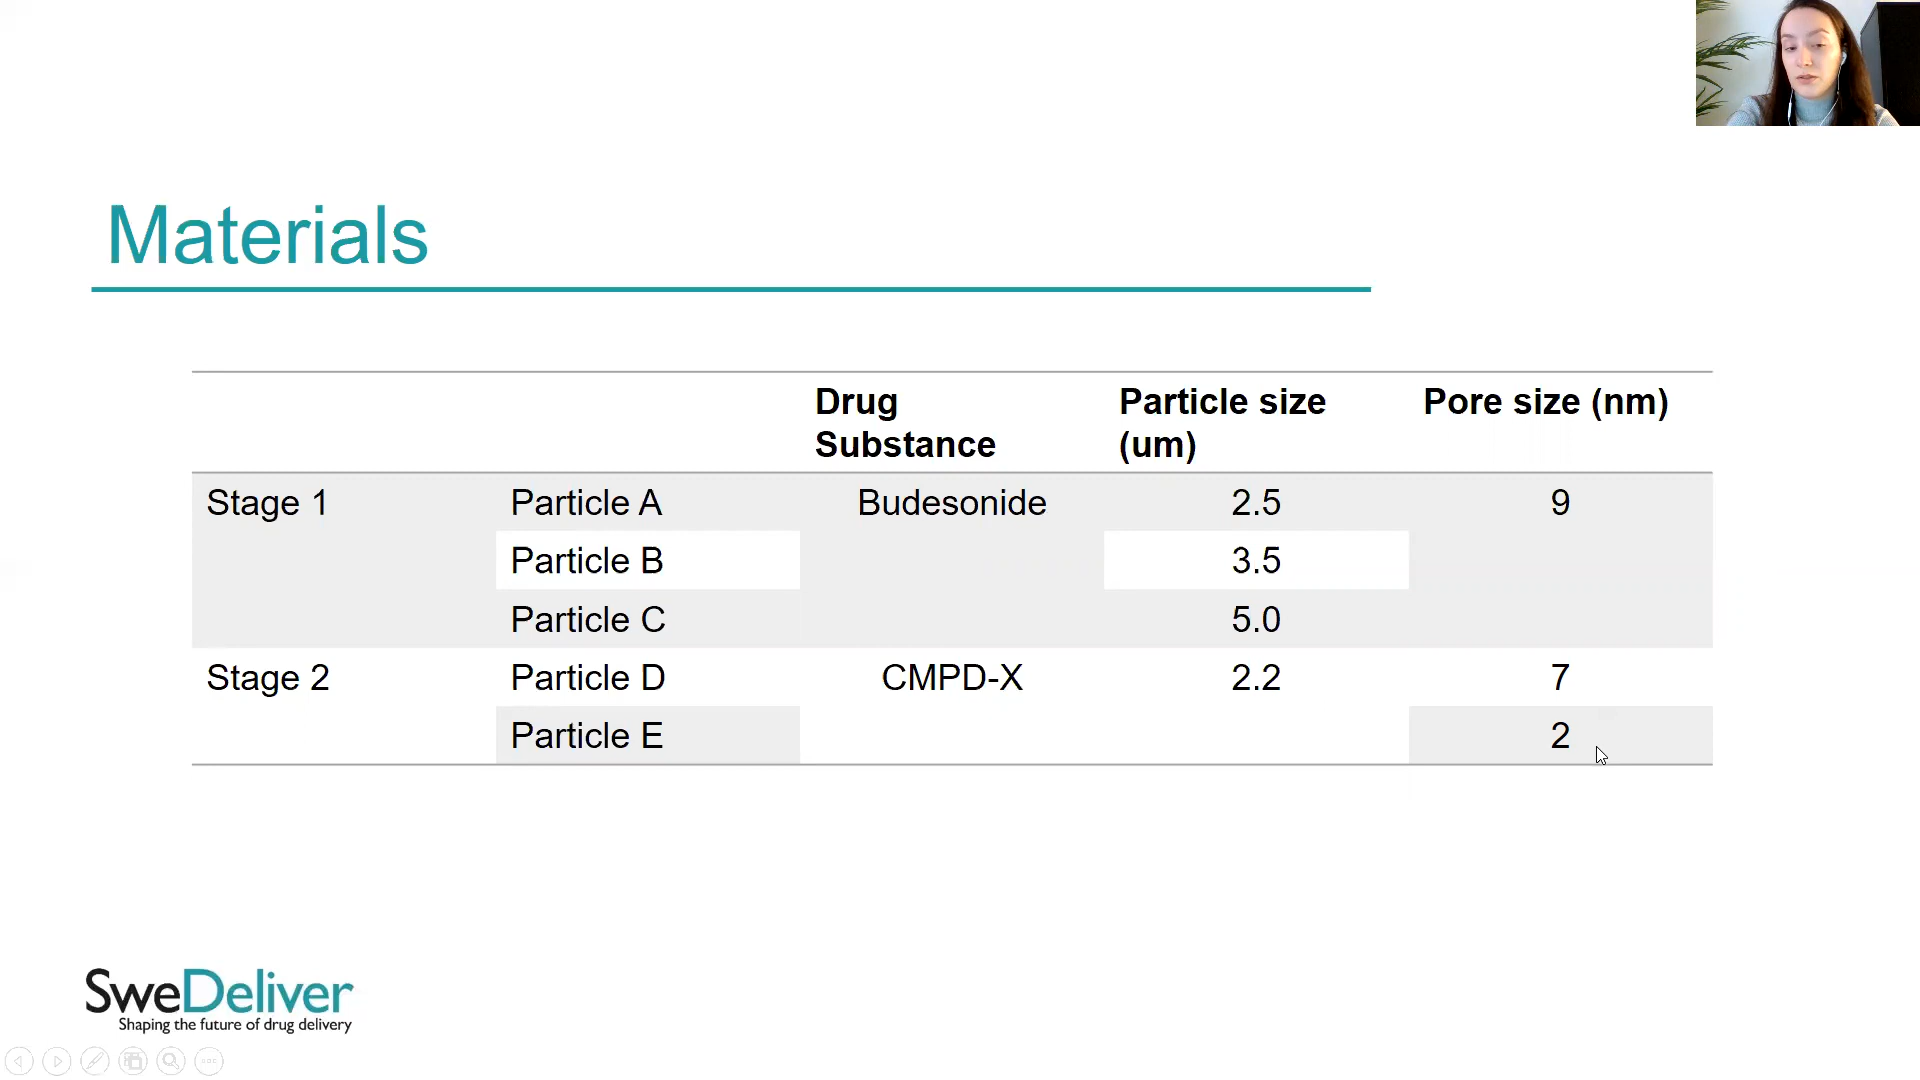 Materials
Drug Substance Particle size (um) Pore size (nm)
Stage 1 Particle A Budesonide 2.5 9
Particle B 3.5
Particle C 5.0
Stage 2 Particle D CMPD-X 2.2 7
Particle E 2
SweDeliver
Shaping the future of drug delivery